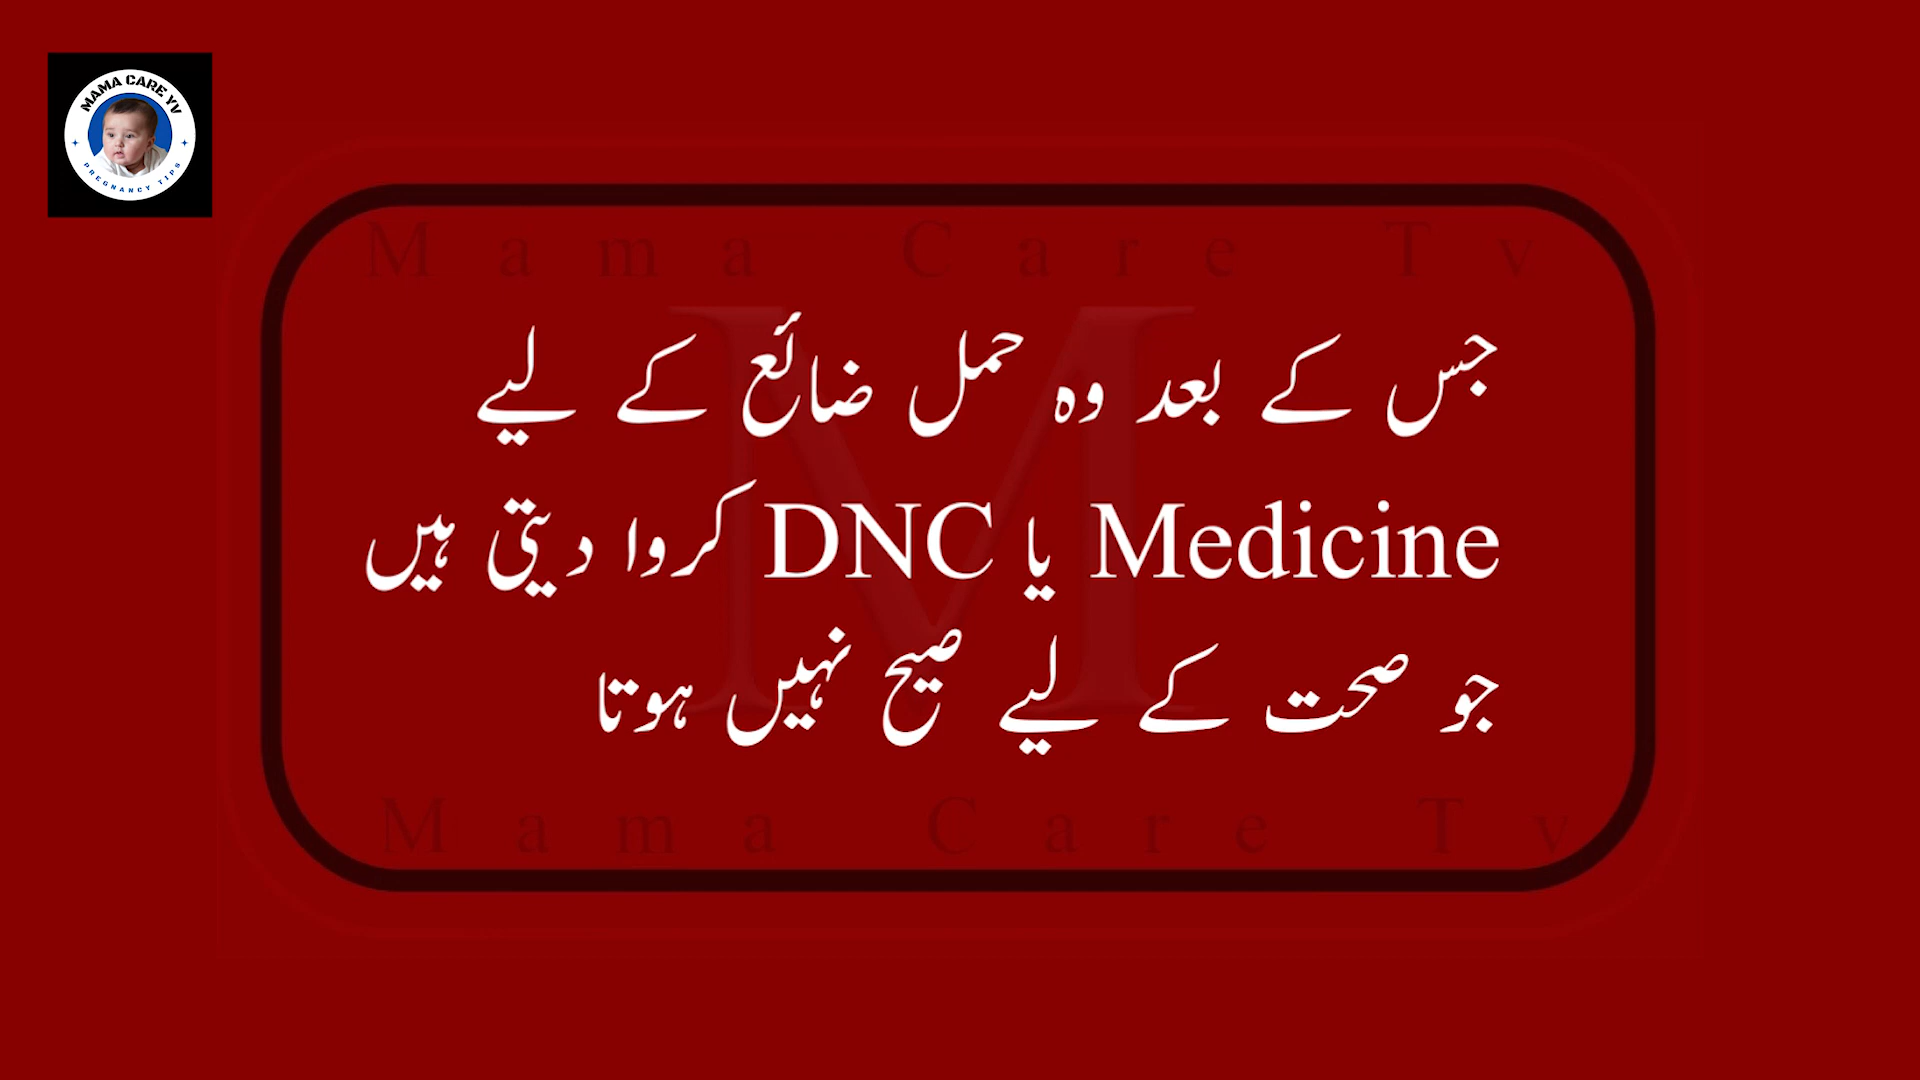 MAMA CARE YV
PREGNANCY TIPS
Mama Care Tv
M
جس کے بعد وہ حمل ضائع کے لیے
Medicine یا DNC کروا دیتی ہیں
جو صحت کے لیے صیح نہیں ہوتا
Mama Care Tv